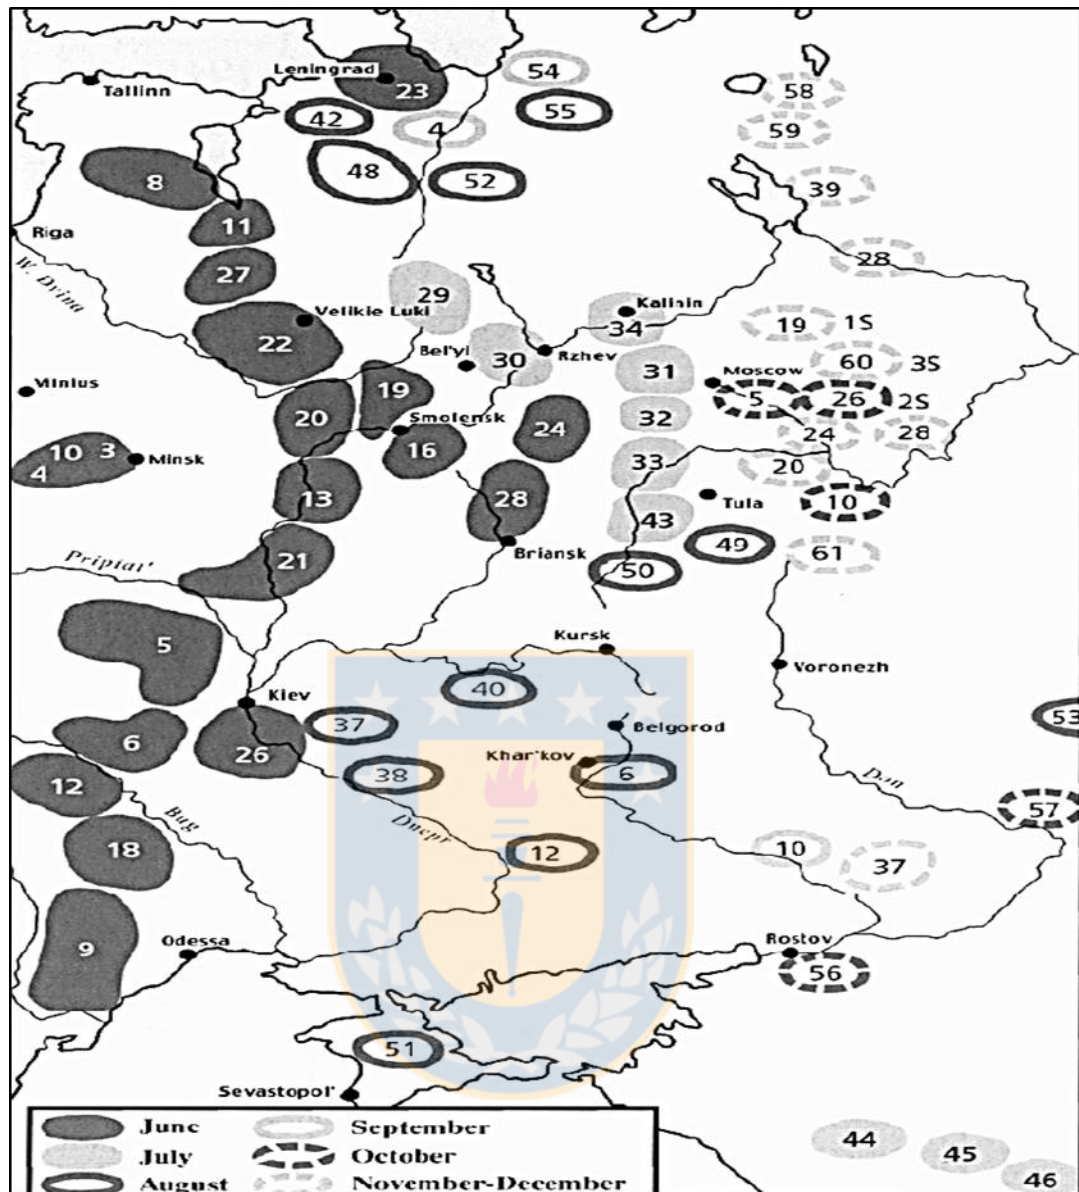 Leningrad
54
58
Tallinn
23
55
42
4
59
48
52
8
39
11
Riga
28
27
W. Dvina
29
Kalinin
Velikie Luki
34
19 1S
22
Bel'yi
30
Rzhev
60 3S
31
Moscow
Vilnius
19
5
26 2S
20
Smolensk
32
24
24
28
10 3
16
Minsk
33
20
4
13
28
Tula
10
43
21
Briansk
49
61
Pripiat'
50
5
Kursk
Voronezh
40
Kiev
53
37
Belgorod
6
26
Khar'kov
38
6
12
Don
57
Bug
Dnepr
18
12
10
37
9
Odessa
Rostov
56
51
Sevastopol'
June
September
44
July
October
45
August
November-December
46